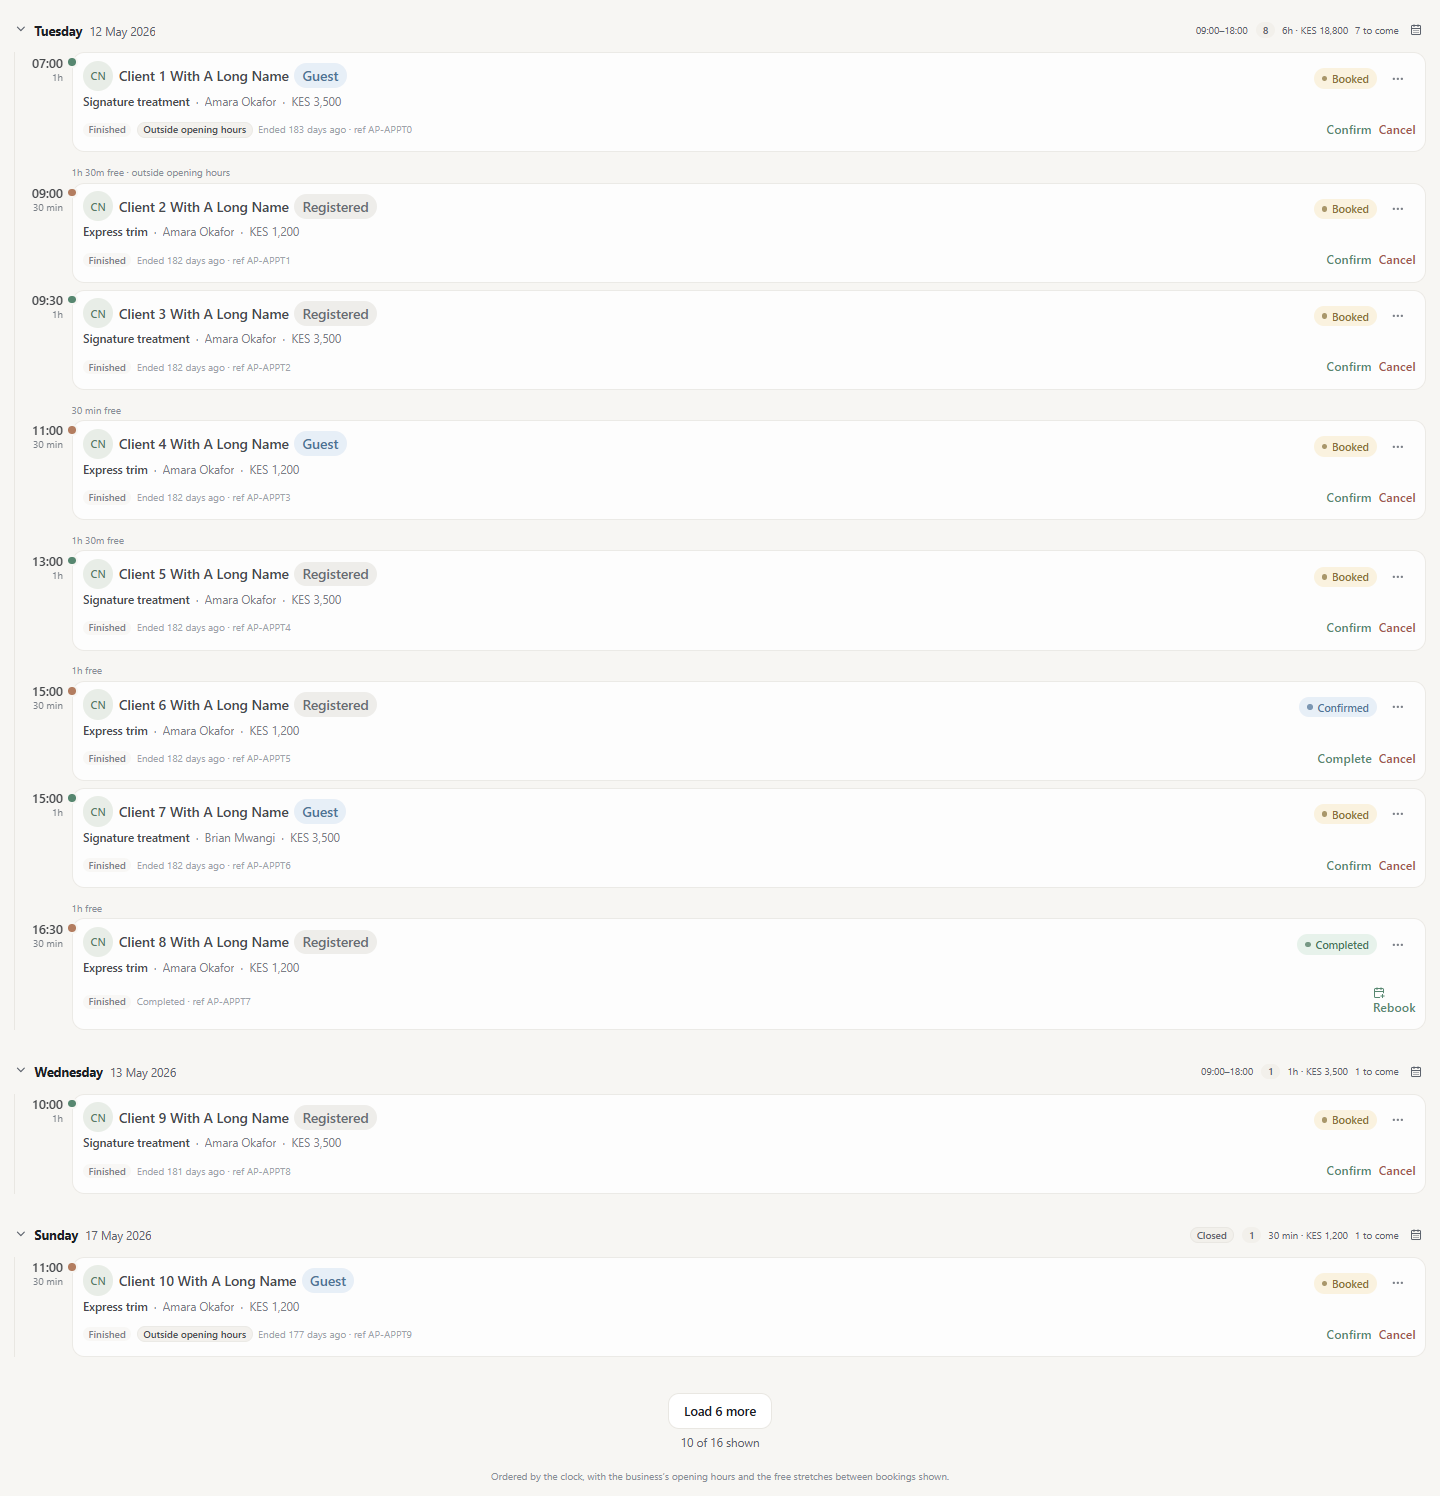 Tuesday 12 May 2026 09:00–18:00 8 6h · KES 18,800 7 to come
07:00 CN Client 1 With A Long Name Guest Booked ...
1h Signature treatment · Amara Okafor · KES 3,500
Finished Outside opening hours Ended 183 days ago · ref AP-APPT0 Confirm Cancel
1h 30m free · outside opening hours
09:00 CN Client 2 With A Long Name Registered Booked ...
30 min Express trim · Amara Okafor · KES 1,200
Finished Ended 182 days ago · ref AP-APPT1 Confirm Cancel
09:30 CN Client 3 With A Long Name Registered Booked ...
1h Signature treatment · Amara Okafor · KES 3,500
Finished Ended 182 days ago · ref AP-APPT2 Confirm Cancel
30 min free
11:00 CN Client 4 With A Long Name Guest Booked ...
30 min Express trim · Amara Okafor · KES 1,200
Finished Ended 182 days ago · ref AP-APPT3 Confirm Cancel
1h 30m free
13:00 CN Client 5 With A Long Name Registered Booked ...
1h Signature treatment · Amara Okafor · KES 3,500
Finished Ended 182 days ago · ref AP-APPT4 Confirm Cancel
1h free
15:00 CN Client 6 With A Long Name Registered Confirmed ...
30 min Express trim · Amara Okafor · KES 1,200
Finished Ended 182 days ago · ref AP-APPT5 Complete Cancel
15:00 CN Client 7 With A Long Name Guest Booked ...
1h Signature treatment · Brian Mwangi · KES 3,500
Finished Ended 182 days ago · ref AP-APPT6 Confirm Cancel
1h free
16:30 CN Client 8 With A Long Name Registered Completed ...
30 min Express trim · Amara Okafor · KES 1,200
Finished Completed · ref AP-APPT7 Rebook
Wednesday 13 May 2026 09:00–18:00 1 1h · KES 3,500 1 to come
10:00 CN Client 9 With A Long Name Registered Booked ...
1h Signature treatment · Amara Okafor · KES 3,500
Finished Ended 181 days ago · ref AP-APPT8 Confirm Cancel
Sunday 17 May 2026 Closed 1 30 min · KES 1,200 1 to come
11:00 CN Client 10 With A Long Name Guest Booked ...
30 min Express trim · Amara Okafor · KES 1,200
Finished Outside opening hours Ended 177 days ago · ref AP-APPT9 Confirm Cancel
Load 6 more
10 of 16 shown
Ordered by the clock, with the business's opening hours and the free stretches between bookings shown.